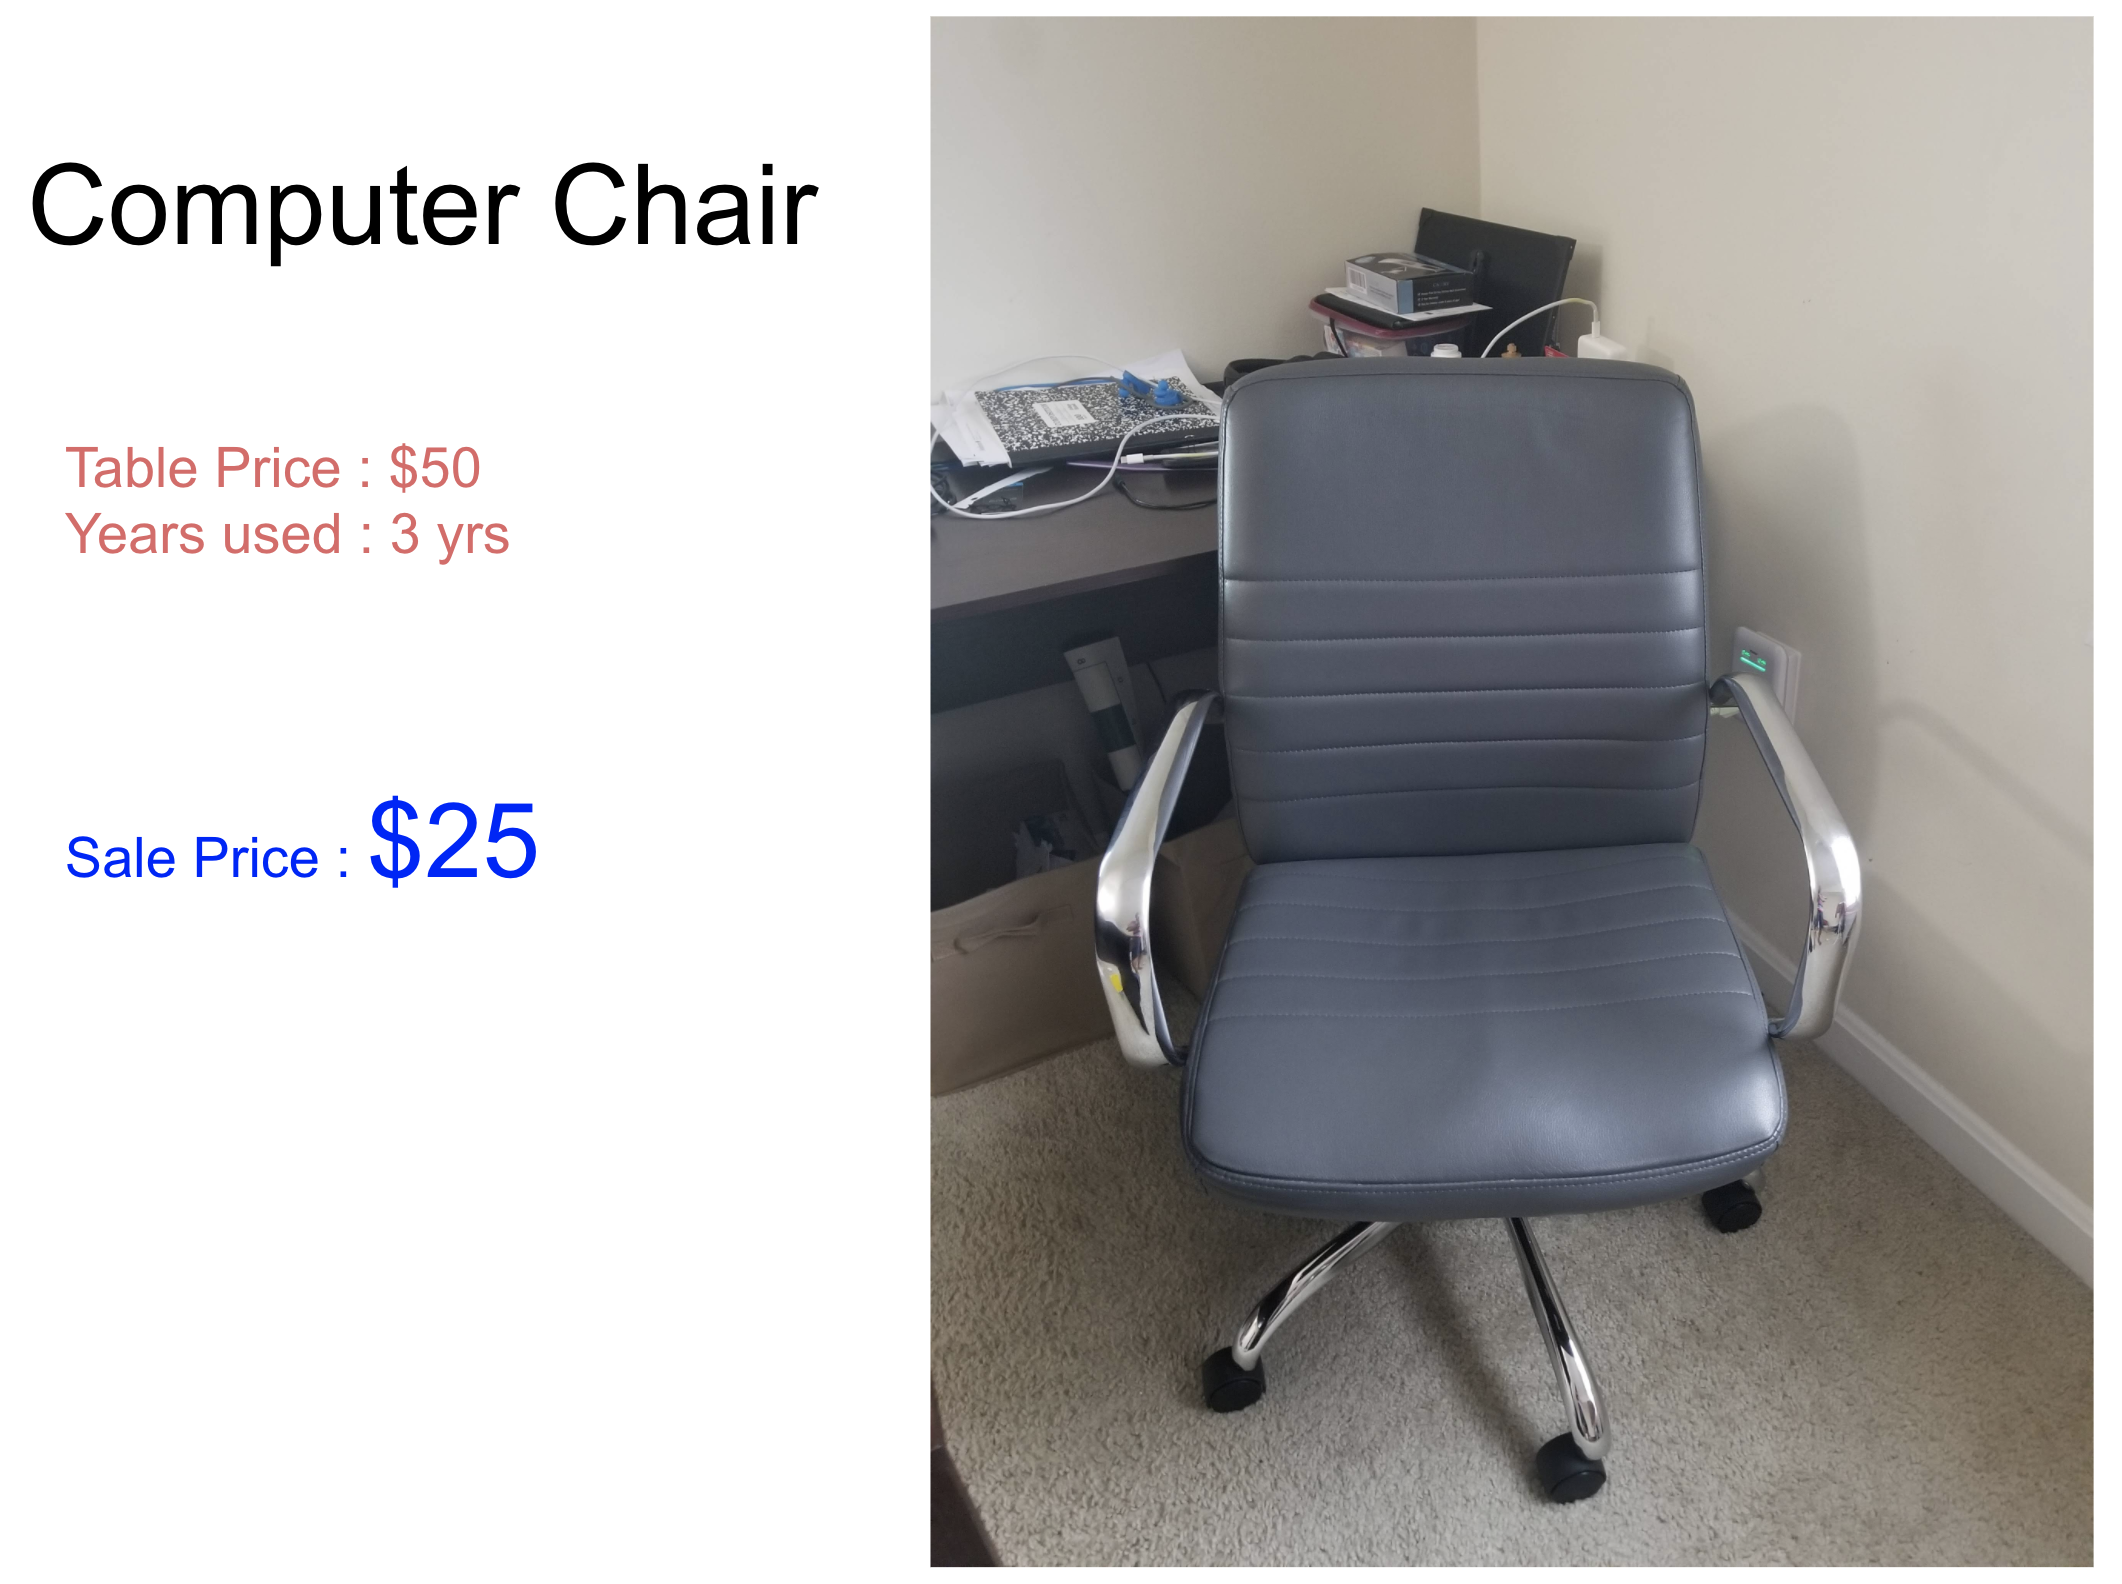 Computer Chair
Table Price : $50
Years used : 3 yrs
Sale Price : $25